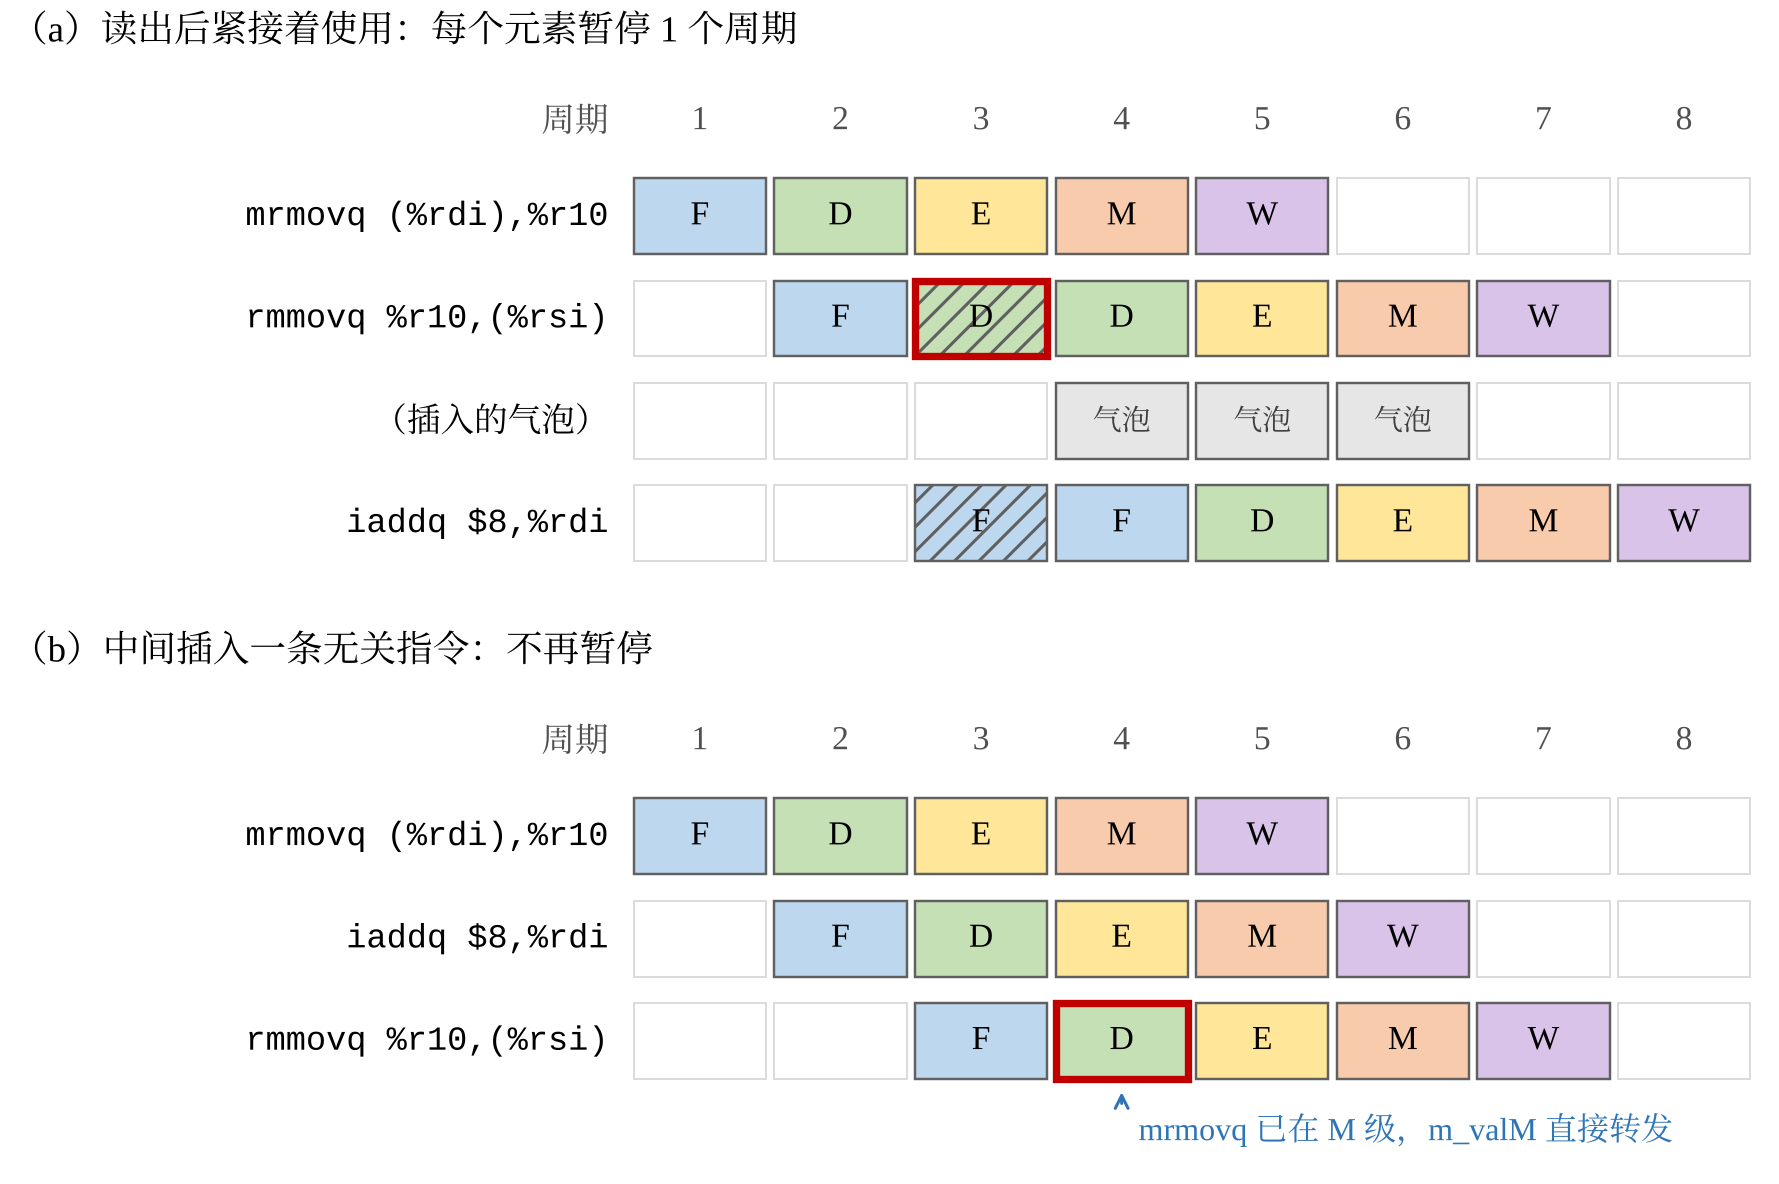 （a）读出后紧接着使用：每个元素暂停 1 个周期
周期 1 2 3 4 5 6 7 8
mrmovq (%rdi),%r10 F D E M W
rmmovq %r10,(%rsi) F D D E M W
（插入的气泡） 气泡 气泡 气泡
iaddq $8,%rdi F F D E M W
（b）中间插入一条无关指令：不再暂停
周期 1 2 3 4 5 6 7 8
mrmovq (%rdi),%r10 F D E M W
iaddq $8,%rdi F D E M W
rmmovq %r10,(%rsi) F D E M W
mrmovq 已在 M 级，m_valM 直接转发